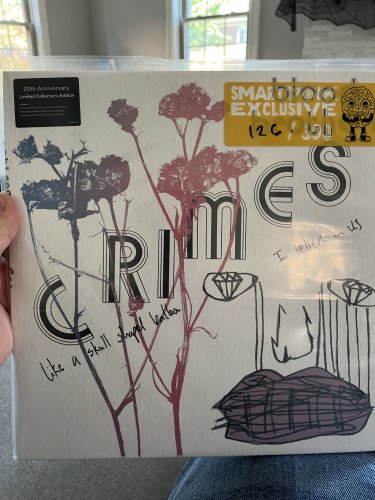 20th Anniversary
Limited Collector's Edition
SMARTPUNK
EXCLUSIVE
126 / 300
CRIMES
I believe in us
like a skull shaped balloon